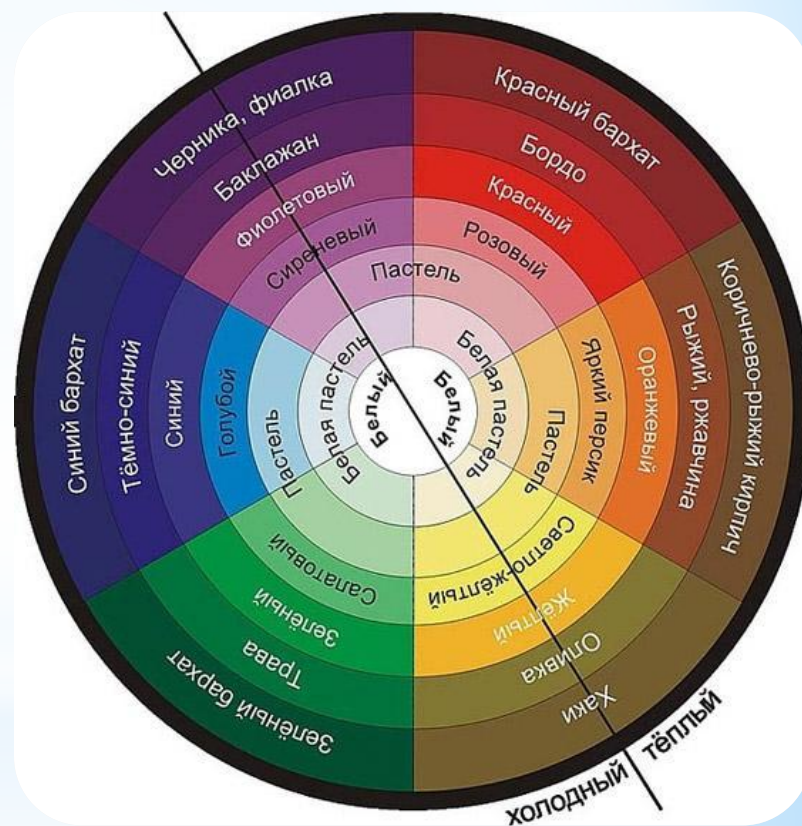 Черника, фиалка
Баклажан
Фиолетовый
Сиреневый
Пастель
Белая пастель
Белый
Красный бархат
Бордо
Красный
Розовый
Белая пастель
Белый
Коричнево-рыжий кирпич
Рыжий, ржавчина
Оранжевый
Яркий персик
Пастель
Синий бархат
Тёмно-синий
Синий
Голубой
Пастель
Салатовый
Зелёный
Трава
Зелёный бархат
Светло-жёлтый
Жёлтый
Оливка
Хаки
холодный
тёплый